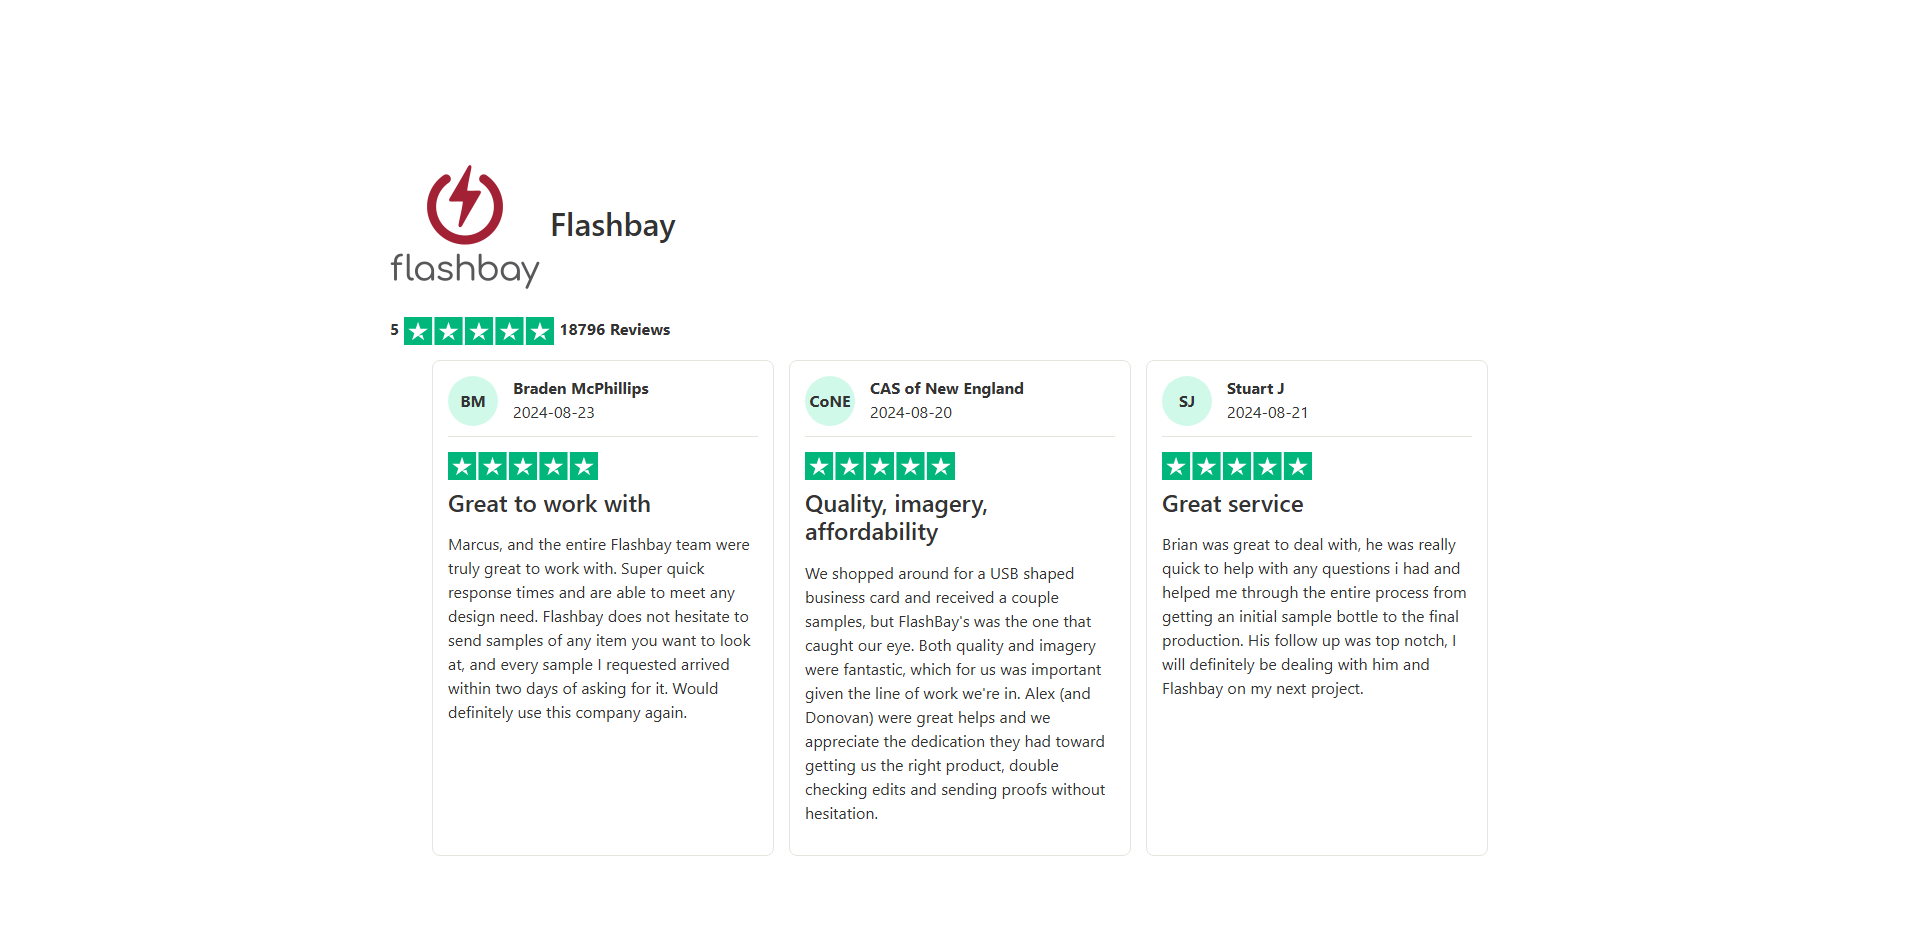 flashbay
Flashbay
5
18796 Reviews
BM
Braden McPhillips
2024-08-23
Great to work with
Marcus, and the entire Flashbay team were
truly great to work with. Super quick
response times and are able to meet any
design need. Flashbay does not hesitate to
send samples of any item you want to look
at, and every sample I requested arrived
within two days of asking for it. Would
definitely use this company again.
CoNE
CAS of New England
2024-08-20
Quality, imagery,
affordability
We shopped around for a USB shaped
business card and received a couple
samples, but FlashBay's was the one that
caught our eye. Both quality and imagery
were fantastic, which for us was important
given the line of work we're in. Alex (and
Donovan) were great helps and we
appreciate the dedication they had toward
getting us the right product, double
checking edits and sending proofs without
hesitation.
SJ
Stuart J
2024-08-21
Great service
Brian was great to deal with, he was really
quick to help with any questions i had and
helped me through the entire process from
getting an initial sample bottle to the final
production. His follow up was top notch, I
will definitely be dealing with him and
Flashbay on my next project.